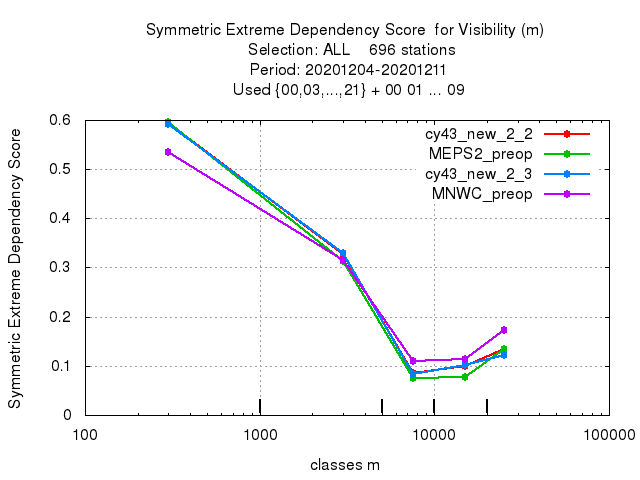 Symmetric Extreme Dependency Score  for Visibility (m)
Selection: ALL    696 stations
Period: 20201204-20201211
Used {00,03,...,21} + 00 01 ... 09
Symmetric Extreme Dependency Score
0.6
0.5
0.4
0.3
0.2
0.1
0
cy43_new_2_2
MEPS2_preop
cy43_new_2_3
MNWC_preop
100 1000 10000 100000
classes m